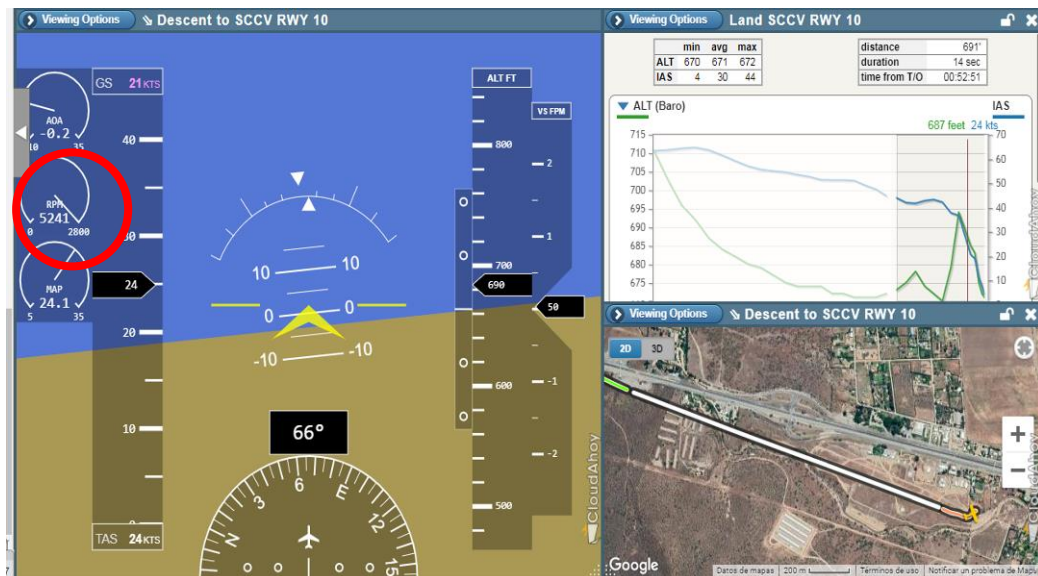 Viewing Options
Descent to SCCV RWY 10
GS 21 KTS
AOA
-0.2
10 35
RPM
5241
0 2800
MAP
24.1
5 35
40
30
24
20
10
0
TAS 24 KTS
10 10
0 0
-10 -10
66°
3 6 E 12 15
N
ALT FT
800
700
690
600
500
VS FPM
2
1
50
-1
-2
CloudAhoy
Viewing Options
Land SCCV RWY 10
min avg max
ALT 670 671 672
IAS 4 30 44
distance 691'
duration 14 sec
time from T/O 00:52:51
ALT (Baro) IAS
687 feet 24 kts
715 70
710 60
705
700 50
695 40
690 30
685
680 20
675 10
CloudAhoy
Viewing Options
Descent to SCCV RWY 10
2D 3D
+
−
CloudAhoy
Google
Datos de mapas 200 m Términos de uso Notificar un problema de Maps